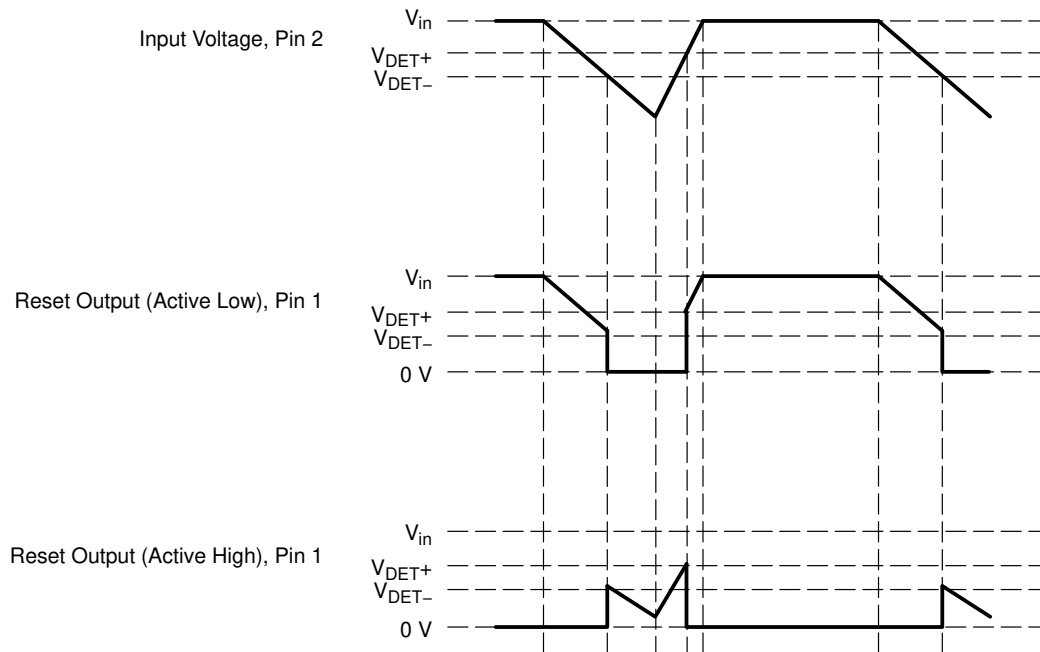 V_in
Input Voltage, Pin 2
V_DET+
V_DET–
V_in
Reset Output (Active Low), Pin 1
V_DET+
V_DET–
0 V
V_in
Reset Output (Active High), Pin 1
V_DET+
V_DET–
0 V